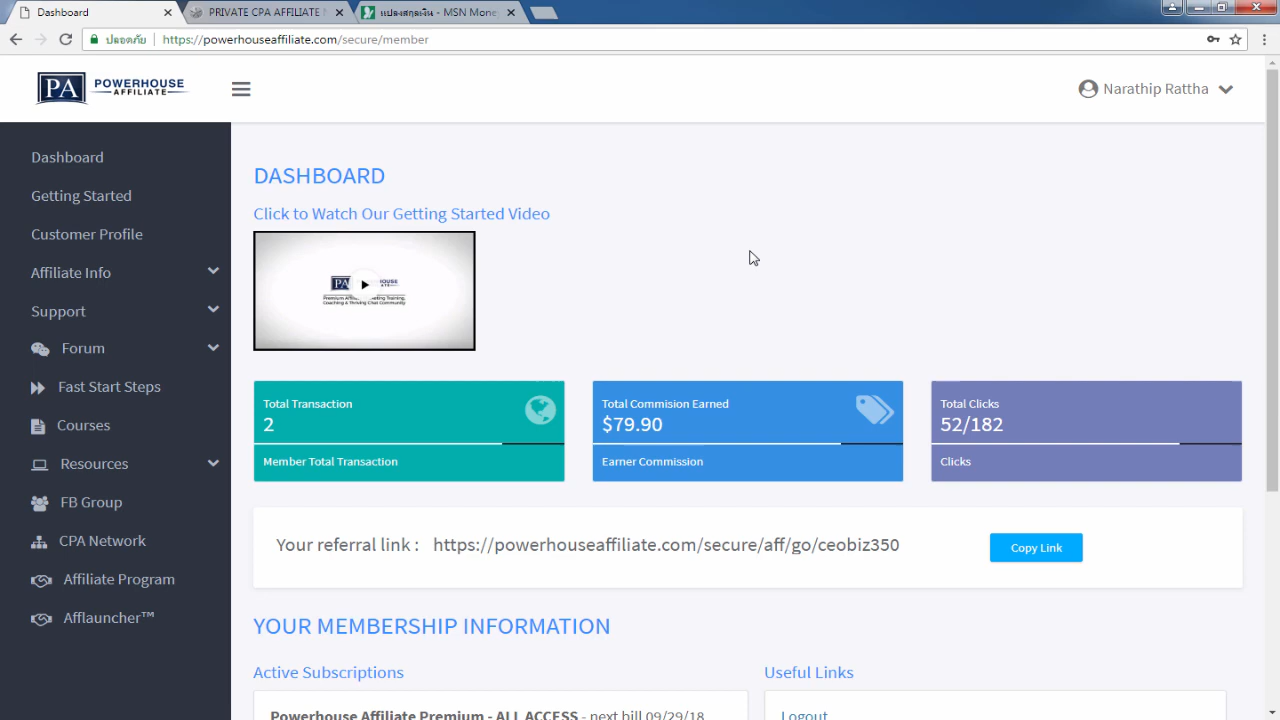 Dashboard
PRIVATE CPA AFFILIATE
แปลงสกุลเงิน - MSN Mone
ปลอดภัย
https://powerhouseaffiliate.com/secure/member
PA POWERHOUSE
AFFILIATE
Narathip Rattha
Dashboard
Getting Started
Customer Profile
Affiliate Info
Support
Forum
Fast Start Steps
Courses
Resources
FB Group
CPA Network
Affiliate Program
Afflauncher™
DASHBOARD
Click to Watch Our Getting Started Video
PA
Total Transaction
2
Member Total Transaction
Total Commision Earned
$79.90
Earner Commission
Total Clicks
52/182
Clicks
Your referral link : https://powerhouseaffiliate.com/secure/aff/go/ceobiz350
Copy Link
YOUR MEMBERSHIP INFORMATION
Active Subscriptions
Useful Links
Powerhouse Affiliate Premium - ALL ACCESS - next bill 09/29/18
Logout